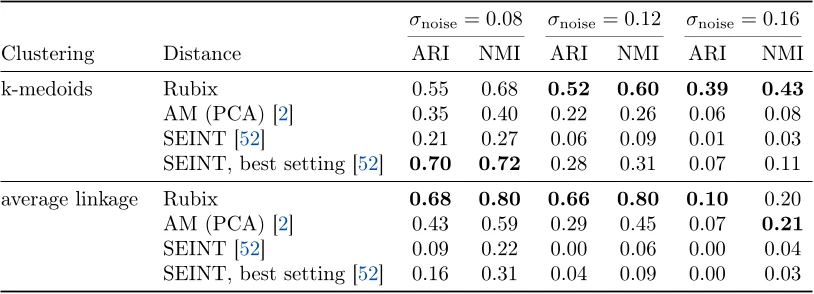 σnoise = 0.08 σnoise = 0.12 σnoise = 0.16
Clustering Distance ARI NMI ARI NMI ARI NMI
k-medoids Rubix 0.55 0.68 0.52 0.60 0.39 0.43
AM (PCA) [2] 0.35 0.40 0.22 0.26 0.06 0.08
SEINT [52] 0.21 0.27 0.06 0.09 0.01 0.03
SEINT, best setting [52] 0.70 0.72 0.28 0.31 0.07 0.11
average linkage Rubix 0.68 0.80 0.66 0.80 0.10 0.20
AM (PCA) [2] 0.43 0.59 0.29 0.45 0.07 0.21
SEINT [52] 0.09 0.22 0.00 0.06 0.00 0.04
SEINT, best setting [52] 0.16 0.31 0.04 0.09 0.00 0.03